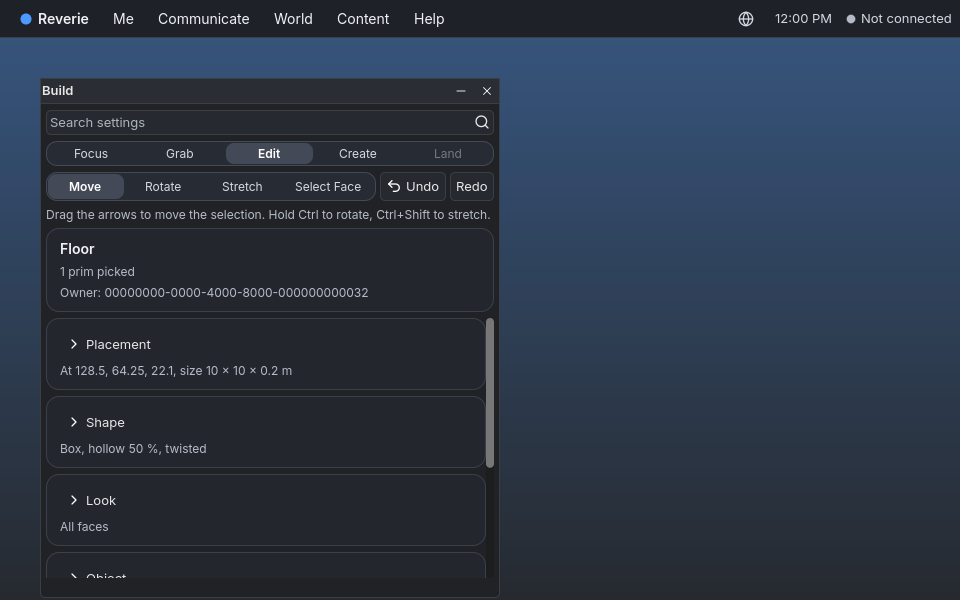 Reverie Me Communicate World Content Help 12:00 PM Not connected
Build
Search settings
Focus Grab Edit Create Land
Move Rotate Stretch Select Face Undo Redo
Drag the arrows to move the selection. Hold Ctrl to rotate, Ctrl+Shift to stretch.
Floor
1 prim picked
Owner: 00000000-0000-4000-8000-000000000032
Placement
At 128.5, 64.25, 22.1, size 10 × 10 × 0.2 m
Shape
Box, hollow 50 %, twisted
Look
All faces
Object